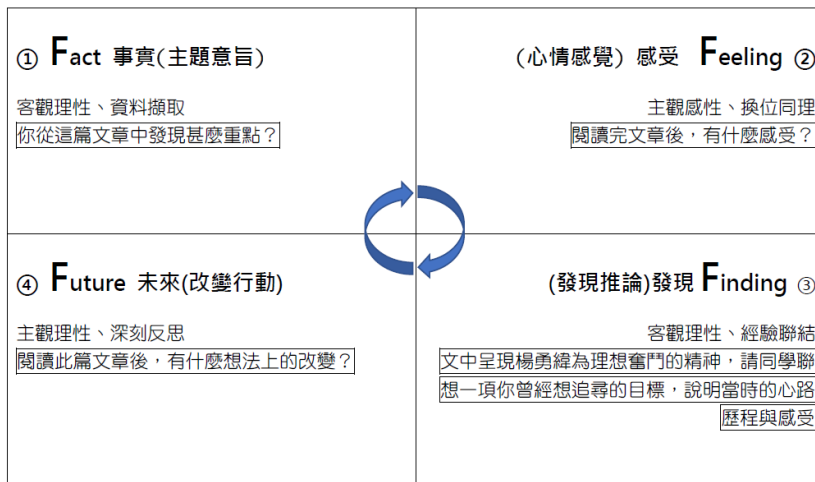 ① Fact 事實(主題意旨)
客觀理性、資料擷取
你從這篇文章中發現甚麼重點？
(心情感覺) 感受 Feeling ②
主觀感性、換位同理
閱讀完文章後，有什麼感受？
④ Future 未來(改變行動)
主觀理性、深刻反思
閱讀此篇文章後，有什麼想法上的改變？
(發現推論)發現 Finding ③
客觀理性、經驗聯結
文中呈現楊勇緯為理想奮鬥的精神，請同學聯
想一項你曾經想追尋的目標，說明當時的心路
歷程與感受